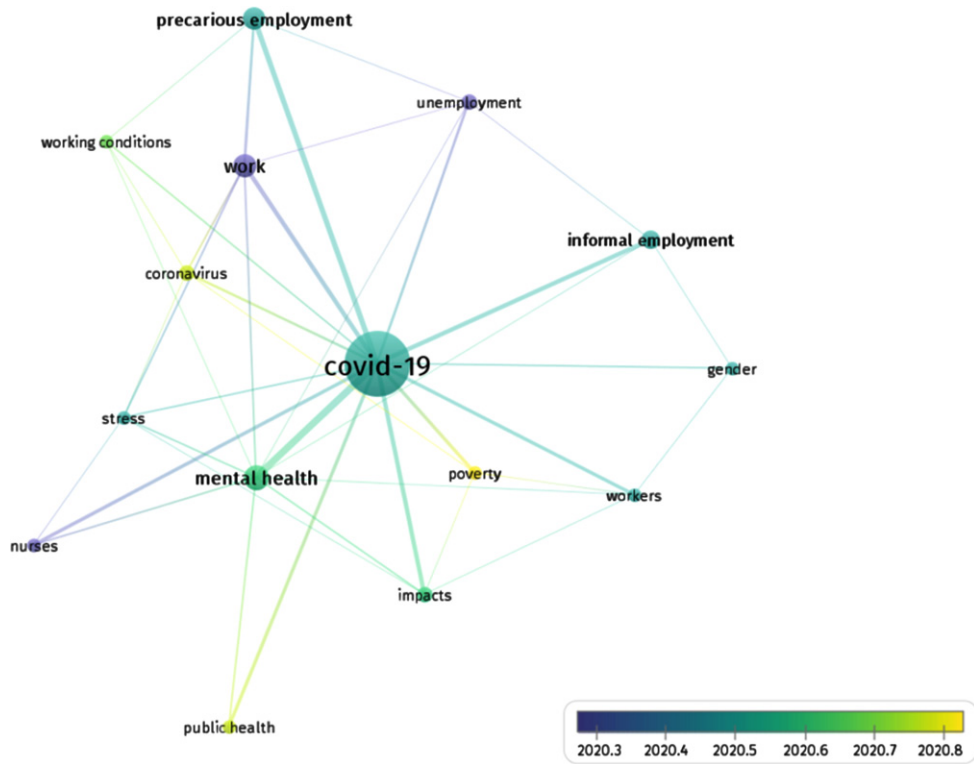 precarious employment
unemployment
working conditions
work
informal employment
coronavirus
covid-19
gender
stress
mental health
poverty
workers
nurses
impacts
public health
2020.3 2020.4 2020.5 2020.6 2020.7 2020.8